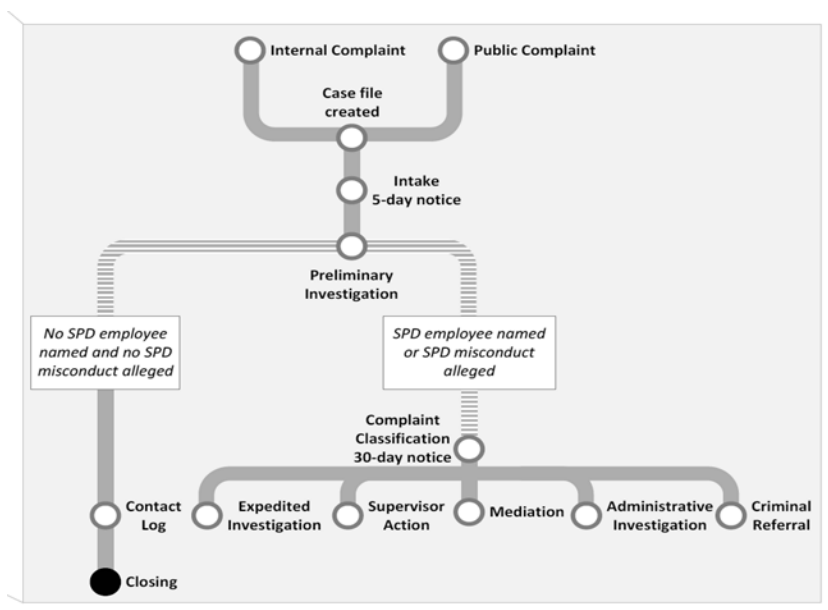 Internal Complaint
Public Complaint
Case file
created
Intake
5-day notice
Preliminary
Investigation
No SPD employee
named and no SPD
misconduct alleged
SPD employee named
or SPD misconduct
alleged
Complaint
Classification
30-day notice
Contact
Log
Expedited
Investigation
Supervisor
Action
Mediation
Administrative
Investigation
Criminal
Referral
Closing